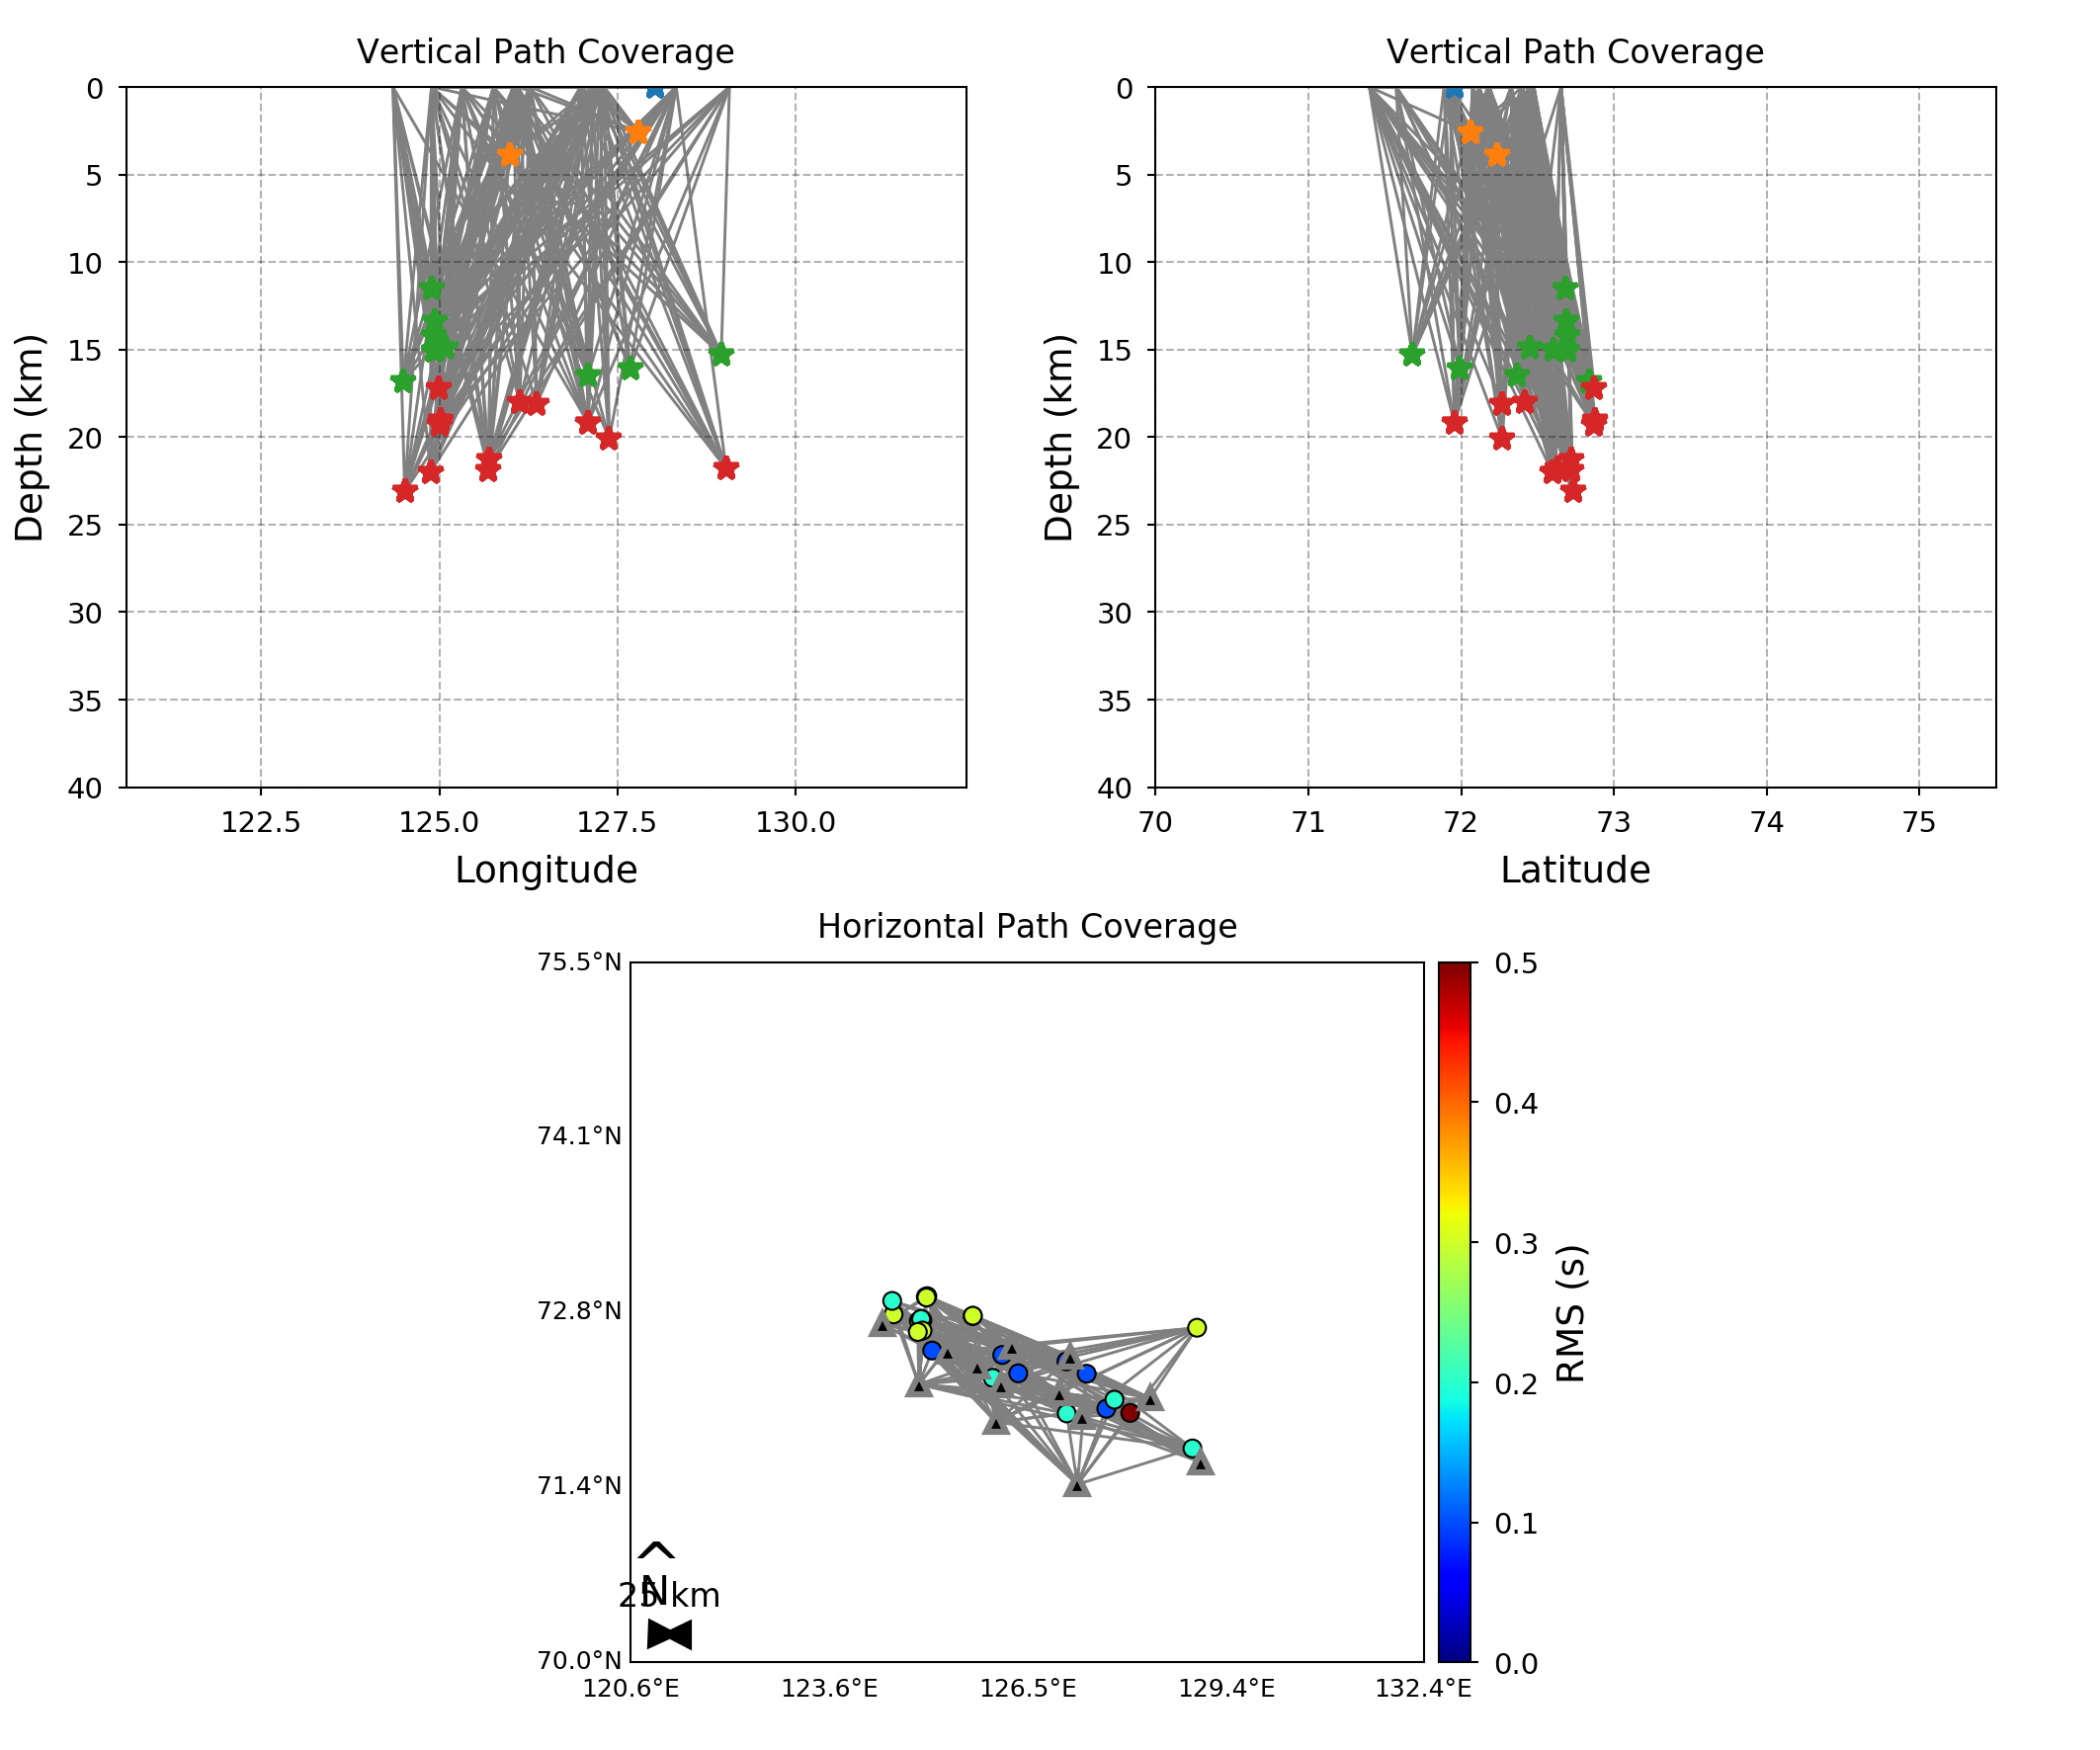 Vertical Path Coverage
0
5
10
15
20
25
30
35
40
Depth (km)
122.5 125.0 127.5 130.0
Longitude
Vertical Path Coverage
0
5
10
15
20
25
30
35
40
Depth (km)
70 71 72 73 74 75
Latitude
Horizontal Path Coverage
75.5°N
74.1°N
72.8°N
71.4°N
70.0°N
N
25 km
120.6°E 123.6°E 126.5°E 129.4°E 132.4°E
0.5
0.4
0.3
0.2
0.1
0.0
RMS (s)